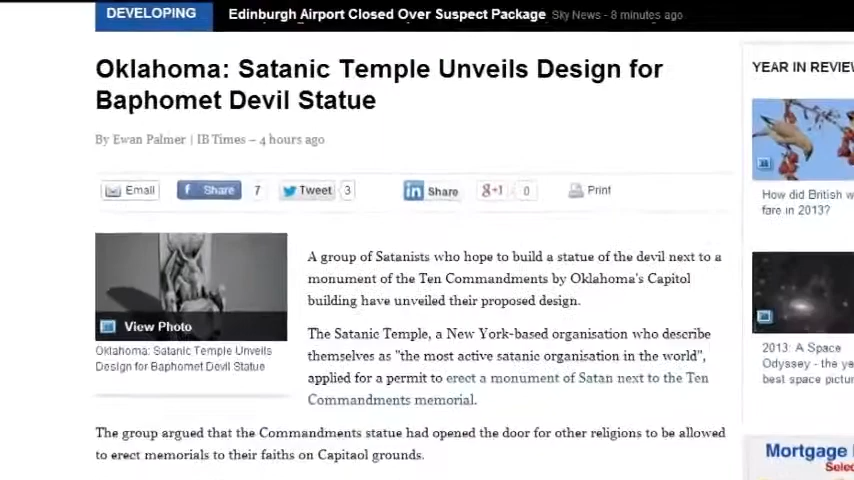 DEVELOPING
Edinburgh Airport Closed Over Suspect Package Sky News - 8 minutes ago
Oklahoma: Satanic Temple Unveils Design for
Baphomet Devil Statue
By Ewan Palmer | IB Times – 4 hours ago
Email
Share 7
Tweet 3
in Share
g+1 0
Print
View Photo
Oklahoma: Satanic Temple Unveils
Design for Baphomet Devil Statue
A group of Satanists who hope to build a statue of the devil next to a
monument of the Ten Commandments by Oklahoma's Capitol
building have unveiled their proposed design.
The Satanic Temple, a New York-based organisation who describe
themselves as "the most active satanic organisation in the world",
applied for a permit to erect a monument of Satan next to the Ten
Commandments memorial.
The group argued that the Commandments statue had opened the door for other religions to be allowed
to erect memorials to their faiths on Capitaol grounds.
YEAR IN REVIEW
How did British w
fare in 2013?
2013: A Space
Odyssey - the ye
best space pictur
Mortgage
Selec